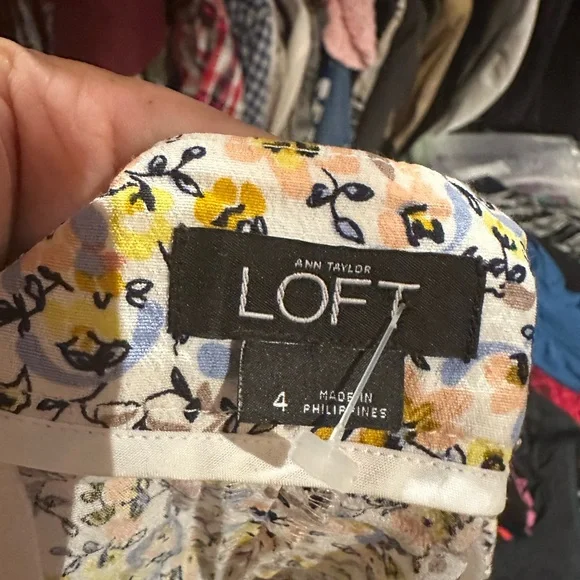 ANN TAYLOR
LOFT
4
MADE IN
PHILIPPINES